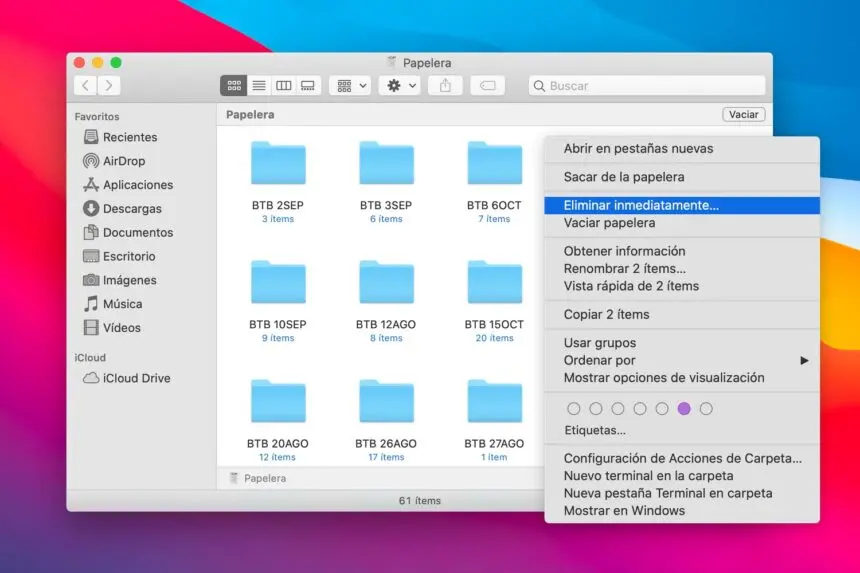 Papelera
Buscar
Favoritos
Recientes
AirDrop
Aplicaciones
Descargas
Documentos
Escritorio
Imágenes
Música
Vídeos
iCloud
iCloud Drive
Papelera
Vaciar
BTB 2SEP
3 ítems
BTB 3SEP
6 ítems
BTB 6OCT
7 ítems
BTB 10SEP
9 ítems
BTB 12AGO
8 ítems
BTB 15OCT
20 ítems
BTB 20AGO
12 ítems
BTB 26AGO
17 ítems
BTB 27AGO
1 ítem
Papelera
61 ítems
Abrir en pestañas nuevas
Sacar de la papelera
Eliminar inmediatamente...
Vaciar papelera
Obtener información
Renombrar 2 ítems...
Vista rápida de 2 ítems
Copiar 2 ítems
Usar grupos
Ordenar por
Mostrar opciones de visualización
Etiquetas...
Configuración de Acciones de Carpeta...
Nuevo terminal en la carpeta
Nueva pestaña Terminal en carpeta
Mostrar en Windows